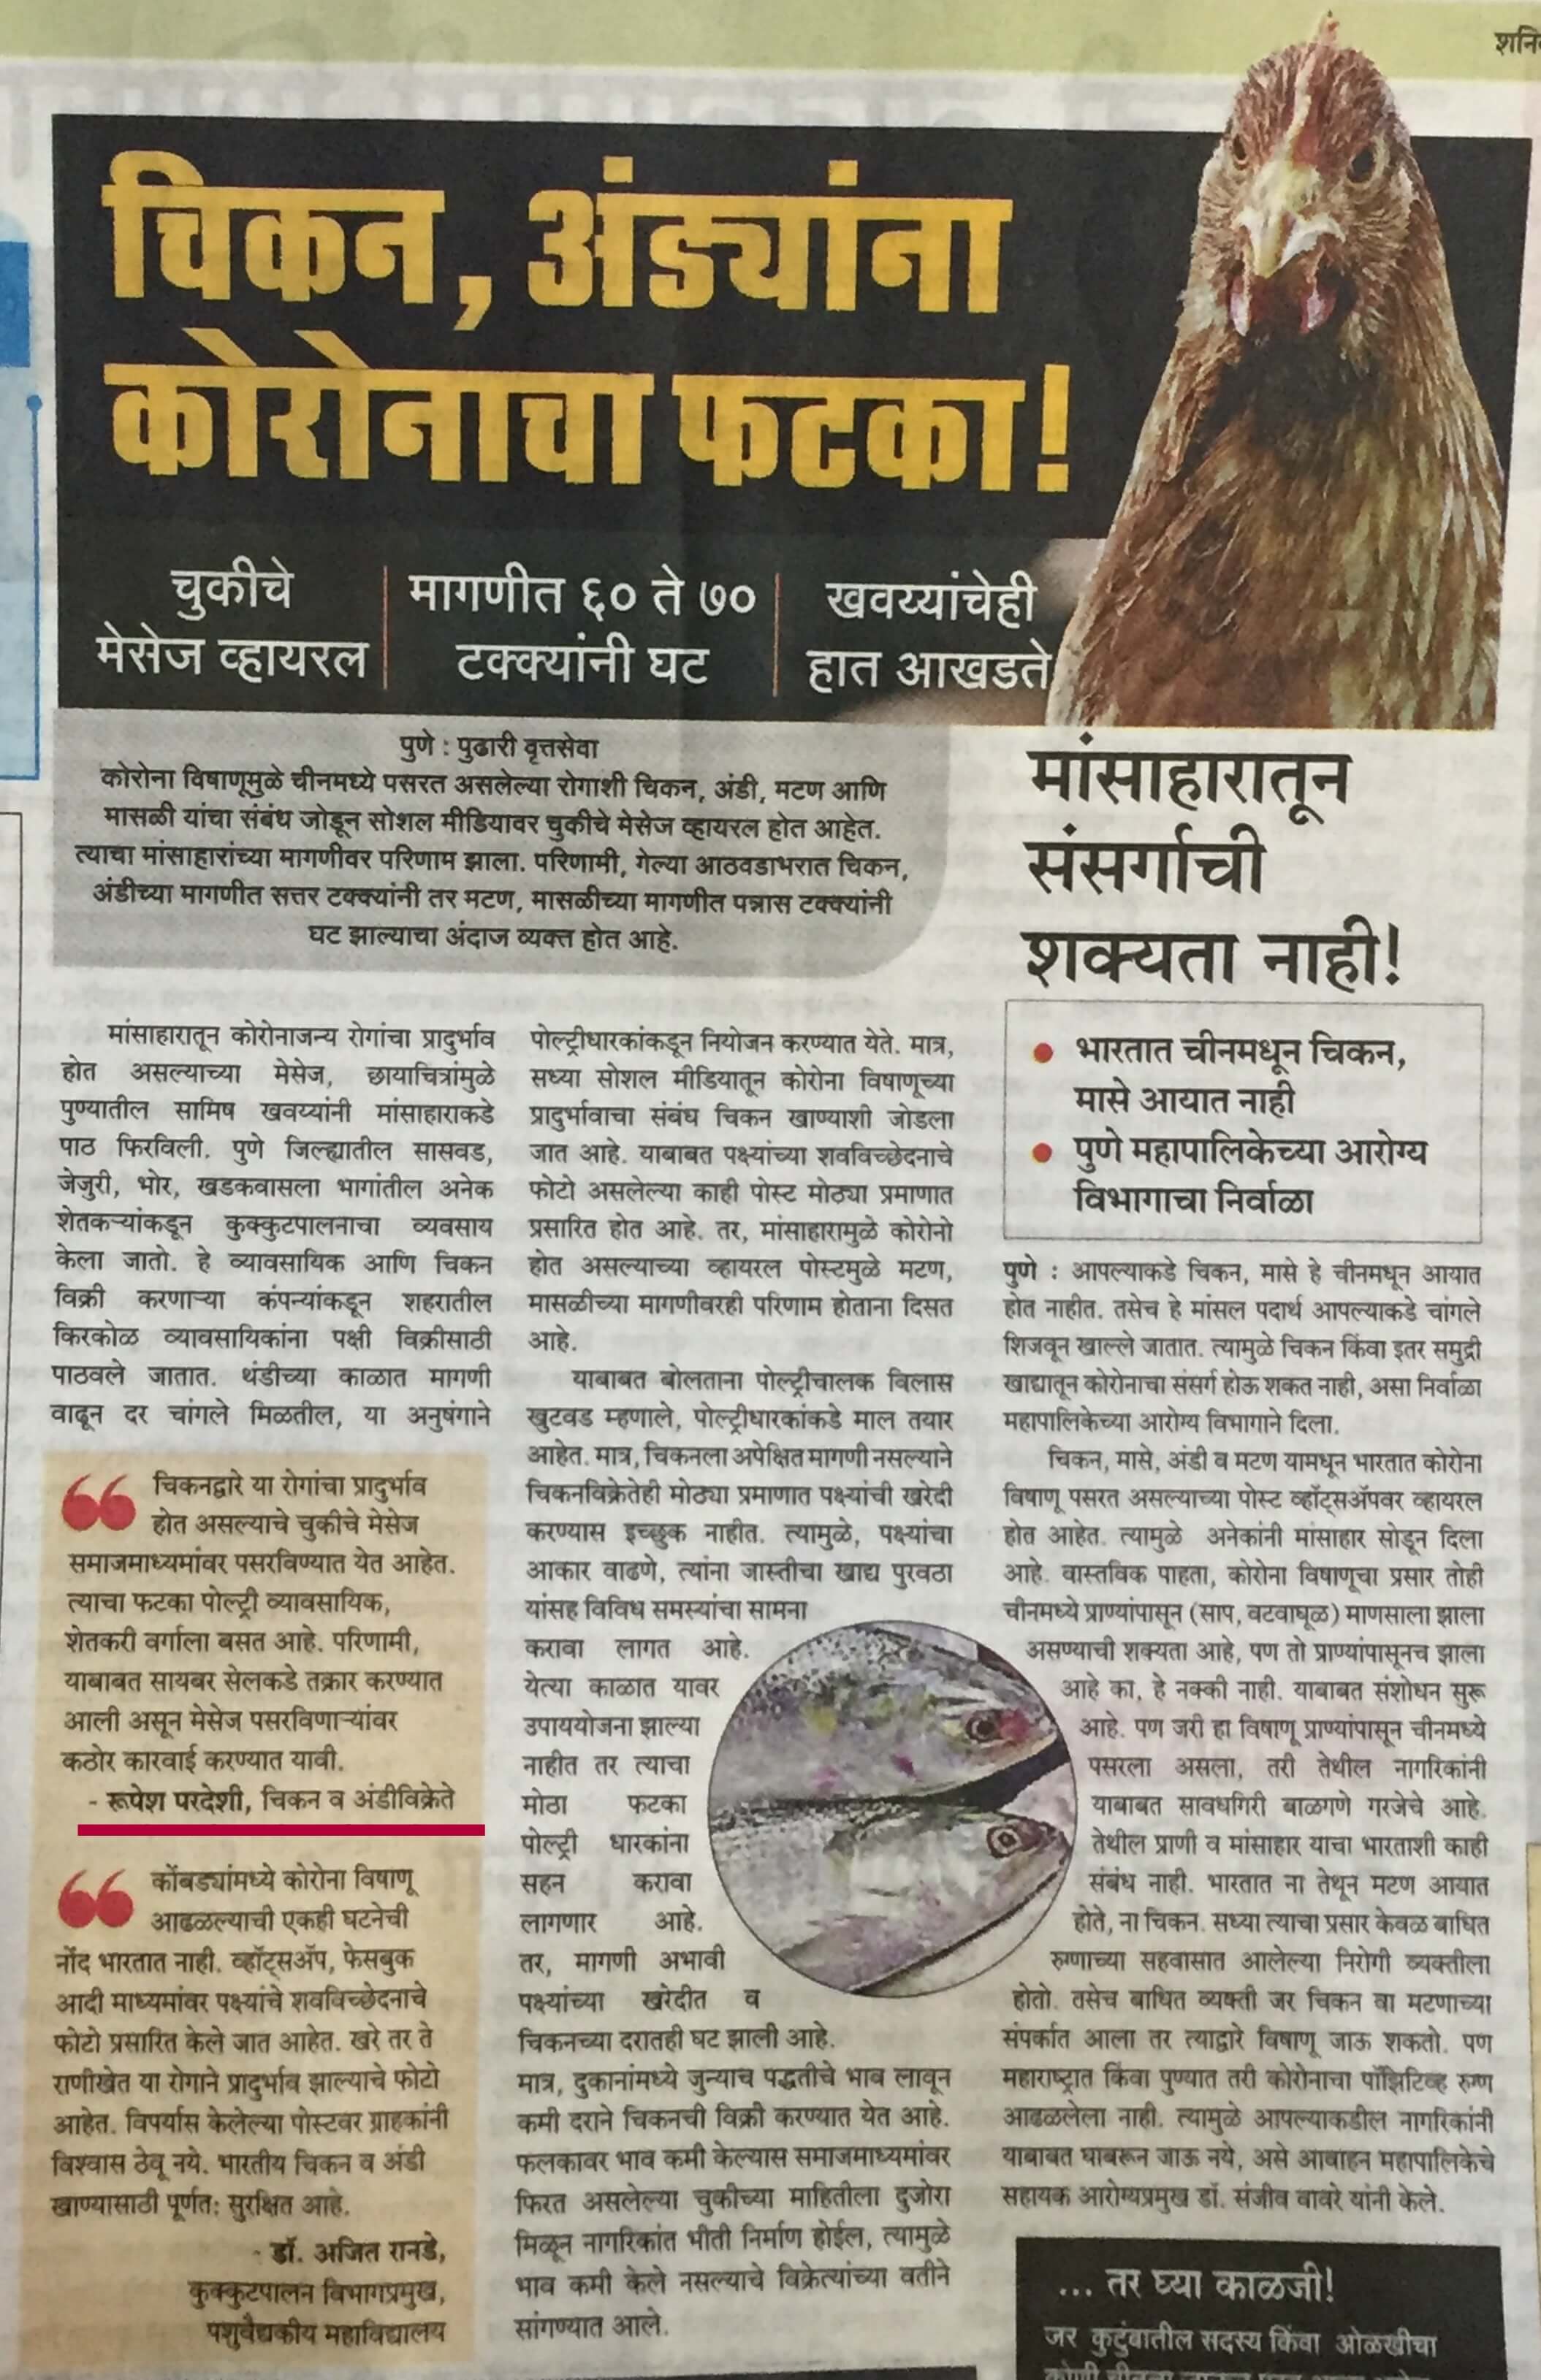 चिकन, अंड्यांना
कोरोनाचा फटका!
चुकीचे
मेसेज व्हायरल
मागणीत ६० ते ७०
टक्क्यांनी घट
खवय्यांचेही
हात आखडते
पुणे : पुढारी वृत्तसेवा
कोरोना विषाणूमुळे चीनमध्ये पसरत असलेल्या रोगाशी चिकन, अंडी, मटण आणि
मासळी यांचा संबंध जोडून सोशल मीडियावर चुकीचे मेसेज व्हायरल होत आहेत.
त्याचा मांसाहारांच्या मागणीवर परिणाम झाला. परिणामी, गेल्या आठवडाभरात चिकन,
अंडीच्या मागणीत सत्तर टक्क्यांनी तर मटण, मासळीच्या मागणीत पन्नास टक्क्यांनी
घट झाल्याचा अंदाज व्यक्त होत आहे.
मांसाहारातून कोरोनाजन्य रोगांचा प्रादुर्भाव
होत असल्याच्या मेसेज, छायाचित्रांमुळे
पुण्यातील सामिष खवय्यांनी मांसाहाराकडे
पाठ फिरविली. पुणे जिल्ह्यातील सासवड,
जेजुरी, भोर, खडकवासला भागांतील अनेक
शेतकऱ्यांकडून कुक्कुटपालनाचा व्यवसाय
केला जातो. हे व्यावसायिक आणि चिकन
विक्री करणाऱ्या कंपन्यांकडून शहरातील
किरकोळ व्यावसायिकांना पक्षी विक्रीसाठी
पाठवले जातात. थंडीच्या काळात मागणी
वाढून दर चांगले मिळतील, या अनुषंगाने
चिकनद्वारे या रोगांचा प्रादुर्भाव
होत असल्याचे चुकीचे मेसेज
समाजमाध्यमांवर पसरविण्यात येत आहेत.
त्याचा फटका पोल्ट्री व्यावसायिक,
शेतकरी वर्गाला बसत आहे. परिणामी,
याबाबत सायबर सेलकडे तक्रार करण्यात
आली असून मेसेज पसरविणाऱ्यांवर
कठोर कारवाई करण्यात यावी.
- रूपेश परदेशी, चिकन व अंडीविक्रेते
कोंबड्यांमध्ये कोरोना विषाणू
आढळल्याची एकही घटनेची
नोंद भारतात नाही. व्हॉट्सअ‍ॅप, फेसबुक
आदी माध्यमांवर पक्ष्यांचे शवविच्छेदनाचे
फोटो प्रसारित केले जात आहेत. खरे तर ते
राणीखेत या रोगाने प्रादुर्भाव झाल्याचे फोटो
आहेत. विपर्यास केलेल्या पोस्टवर ग्राहकांनी
विश्वास ठेवू नये. भारतीय चिकन व अंडी
खाण्यासाठी पूर्णत: सुरक्षित आहे.
- डॉ. अजित रानडे,
कुक्कुटपालन विभागप्रमुख,
पशुवैद्यकीय महाविद्यालय
पोल्ट्रीधारकांकडून नियोजन करण्यात येते. मात्र,
सध्या सोशल मीडियातून कोरोना विषाणूच्या
प्रादुर्भावाचा संबंध चिकन खाण्याशी जोडला
जात आहे. याबाबत पक्ष्यांच्या शवविच्छेदनाचे
फोटो असलेल्या काही पोस्ट मोठ्या प्रमाणात
प्रसारित होत आहे. तर, मांसाहारामुळे कोरोनो
होत असल्याच्या व्हायरल पोस्टमुळे मटण,
मासळीच्या मागणीवरही परिणाम होताना दिसत
आहे.
याबाबत बोलताना पोल्ट्रीचालक विलास
खुटवड म्हणाले, पोल्ट्रीधारकांकडे माल तयार
आहेत. मात्र, चिकनला अपेक्षित मागणी नसल्याने
चिकनविक्रेतेही मोठ्या प्रमाणात पक्ष्यांची खरेदी
करण्यास इच्छुक नाहीत. त्यामुळे, पक्ष्यांचा
आकार वाढणे, त्यांना जास्तीचा खाद्य पुरवठा
यांसह विविध समस्यांचा सामना
करावा लागत आहे.
येत्या काळात यावर
उपाययोजना झाल्या
नाहीत तर त्याचा
मोठा फटका
पोल्ट्री धारकांना
सहन करावा
लागणार आहे.
तर, मागणी अभावी
पक्ष्यांच्या खरेदीत व
चिकनच्या दरातही घट झाली आहे.
मात्र, दुकानांमध्ये जुन्याच पद्धतीचे भाव लावून
कमी दराने चिकनची विक्री करण्यात येत आहे.
फलकावर भाव कमी केल्यास समाजमाध्यमांवर
फिरत असलेल्या चुकीच्या माहितीला दुजोरा
मिळून नागरिकांत भीती निर्माण होईल, त्यामुळे
भाव कमी केले नसल्याचे विक्रेत्यांच्या वतीने
सांगण्यात आले.
मांसाहारातून
संसर्गाची
शक्यता नाही!
• भारतात चीनमधून चिकन,
मासे आयात नाही
• पुणे महापालिकेच्या आरोग्य
विभागाचा निर्वाळा
पुणे : आपल्याकडे चिकन, मासे हे चीनमधून आयात
होत नाहीत. तसेच हे मांसल पदार्थ आपल्याकडे चांगले
शिजवून खाल्ले जातात. त्यामुळे चिकन किंवा इतर समुद्री
खाद्यातून कोरोनाचा संसर्ग होऊ शकत नाही, असा निर्वाळा
महापालिकेच्या आरोग्य विभागाने दिला.
चिकन, मासे, अंडी व मटण यामधून भारतात कोरोना
विषाणू पसरत असल्याच्या पोस्ट व्हॉट्सअ‍ॅपवर व्हायरल
होत आहेत. त्यामुळे अनेकांनी मांसाहार सोडून दिला
आहे. वास्तविक पाहता, कोरोना विषाणूचा प्रसार तोही
चीनमध्ये प्राण्यांपासून (साप, वटवाघूळ) माणसाला झाला
असण्याची शक्यता आहे, पण तो प्राण्यांपासूनच झाला
आहे का, हे नक्की नाही. याबाबत संशोधन सुरू
आहे. पण जरी हा विषाणू प्राण्यांपासून चीनमध्ये
पसरला असला, तरी तेथील नागरिकांनी
याबाबत सावधगिरी बाळगणे गरजेचे आहे.
तेथील प्राणी व मांसाहार याचा भारताशी काही
संबंध नाही. भारतात ना तेथून मटण आयात
होते, ना चिकन. सध्या त्याचा प्रसार केवळ बाधित
रुग्णाच्या सहवासात आलेल्या निरोगी व्यक्तीला
होतो. तसेच बाधित व्यक्ती जर चिकन वा मटणाच्या
संपर्कात आला तर त्याद्वारे विषाणू जाऊ शकतो. पण
महाराष्ट्रात किंवा पुण्यात तरी कोरोनाचा पॉझिटिव्ह रुग्ण
आढळलेला नाही. त्यामुळे आपल्याकडील नागरिकांनी
याबाबत घाबरून जाऊ नये, असे आवाहन महापालिकेचे
सहायक आरोग्यप्रमुख डॉ. संजीव वावरे यांनी केले.
... तर घ्या काळजी!
जर कुटुंबातील सदस्य किंवा ओळखीचा